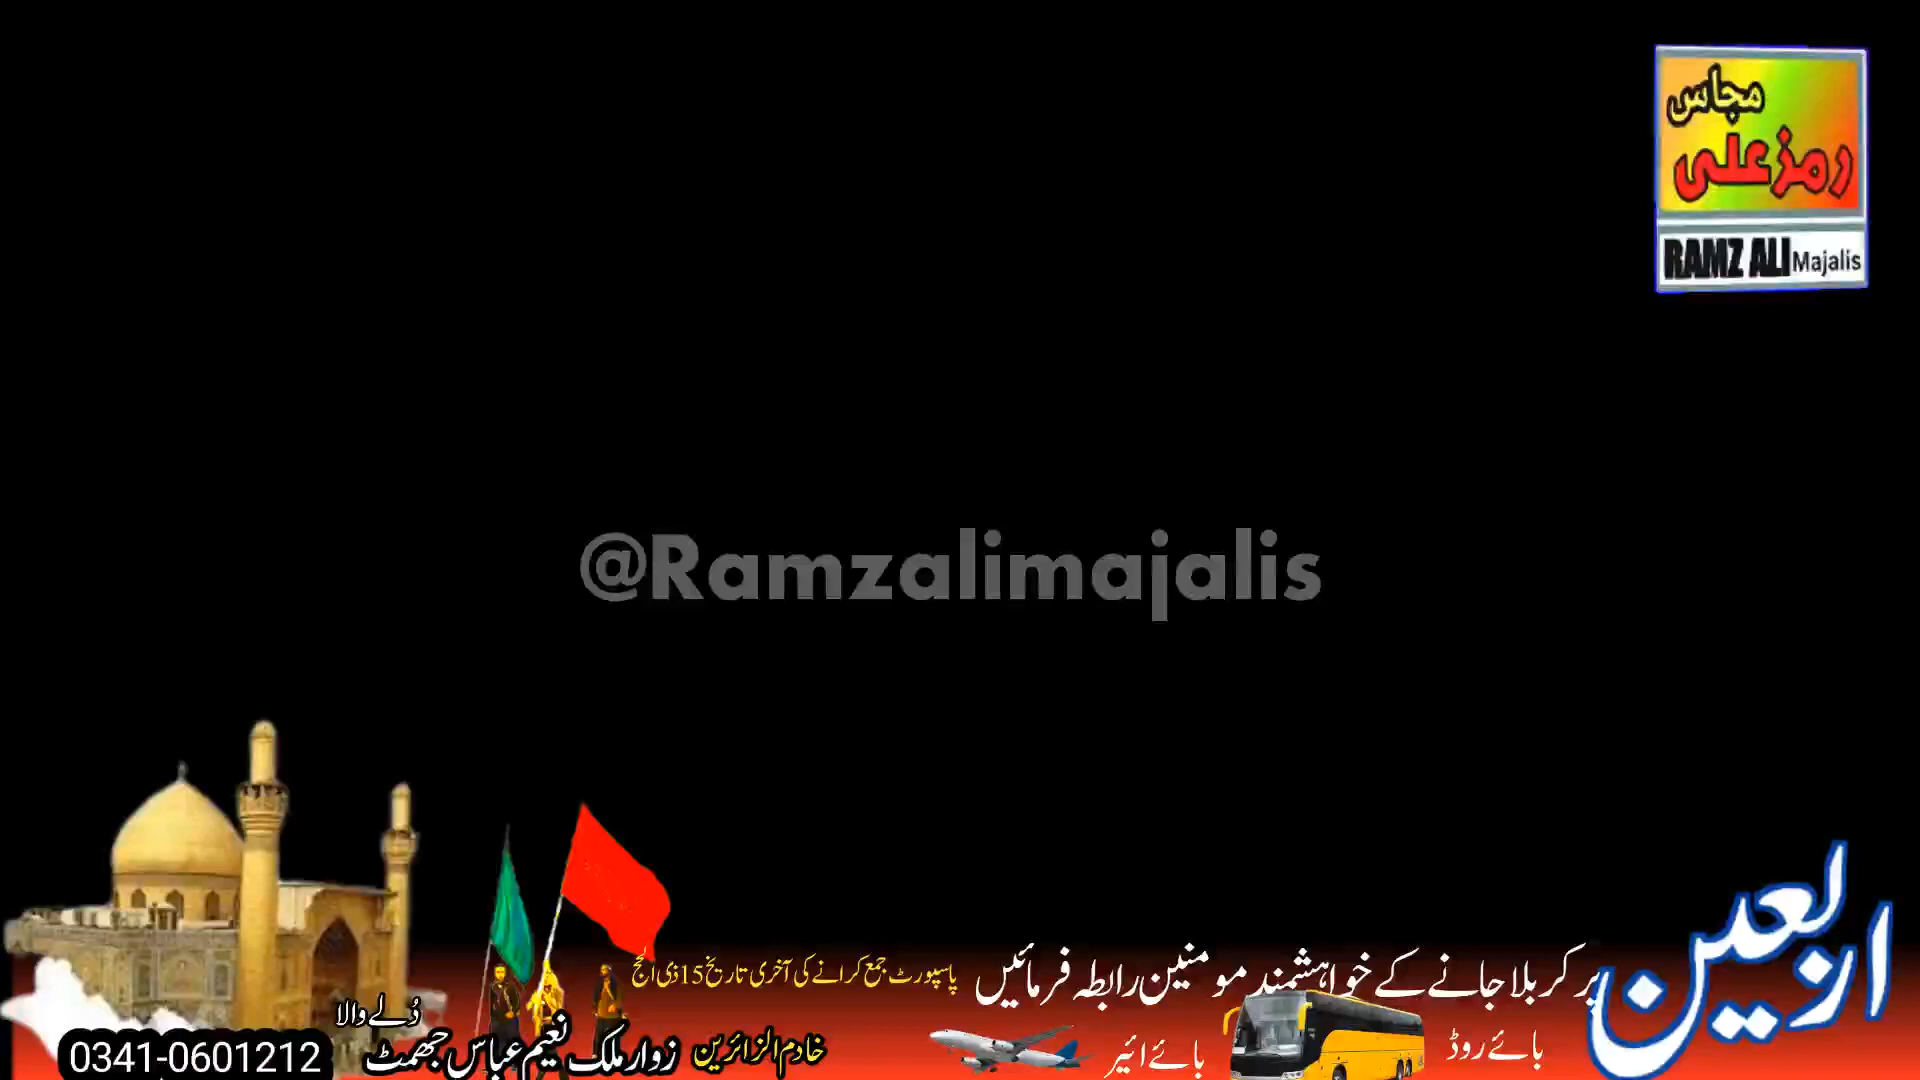 مجالس
رمز علی
RAMZ ALI Majalis
@Ramzalimajalis
اربعین پر کربلا جانے کے خواہشمند مومنین رابطہ فرمائیں
پاسپورٹ جمع کرانے کی آخری تاریخ 15 ذی الحج
بائے روڈ
بائے ائیر
خادم الزائرین
زوار ملک نعیم عباس جھمٹ
دُلے والا
0341-0601212